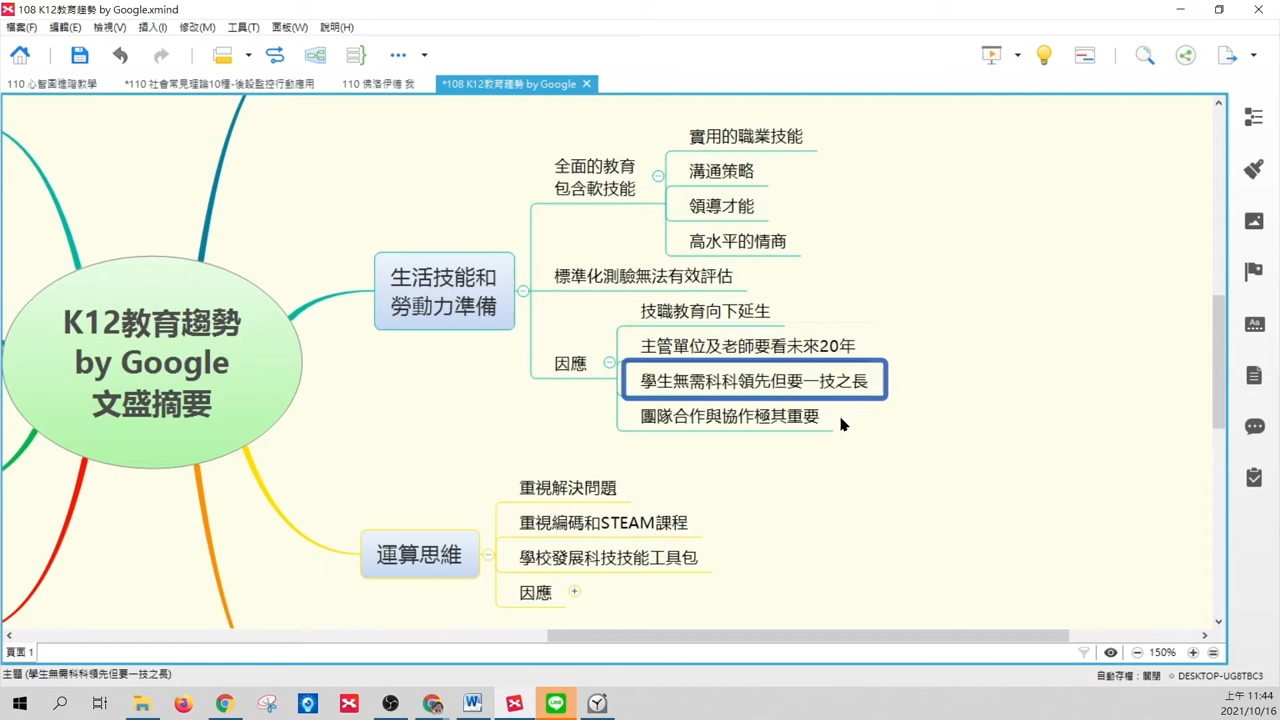 108 K12教育趨勢 by Google.xmind
檔案(F) 編輯(E) 檢視(V) 插入(I) 修改(M) 工具(T) 面板(W) 說明(H)
110 心智圖進階教學
*110 社會常見理論10種-後設監控行動應用
110 佛洛伊德 我
*108 K12教育趨勢 by Google
實用的職業技能
全面的教育
包含軟技能
溝通策略
領導才能
高水平的情商
生活技能和
勞動力準備
標準化測驗無法有效評估
技職教育向下延生
主管單位及老師要看未來20年
因應
學生無需科科領先但要一技之長
團隊合作與協作極其重要
K12教育趨勢
by Google
文盛摘要
重視解決問題
重視編碼和STEAM課程
運算思維
學校發展科技技能工具包
因應
頁面 1
150%
主題 (學生無需科科領先但要一技之長)
自動存檔：關閉
DESKTOP-UG8TBC3
上午 11:44
2021/10/16